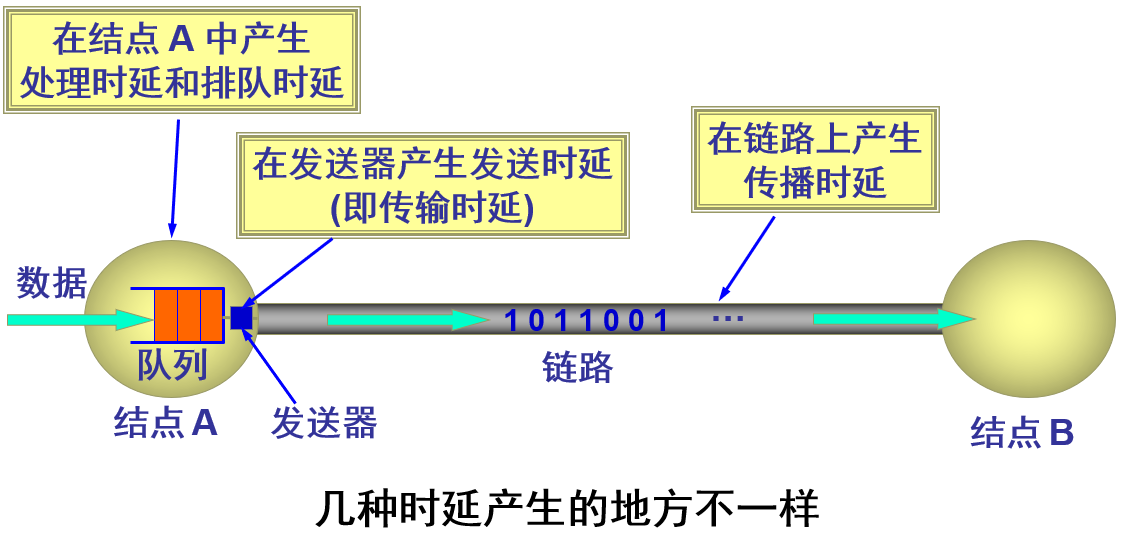 在结点 A 中产生
处理时延和排队时延
在发送器产生发送时延
(即传输时延)
在链路上产生
传播时延
数据
1 0 1 1 0 0 1 …
队列
链路
结点 A
发送器
结点 B
几种时延产生的地方不一样